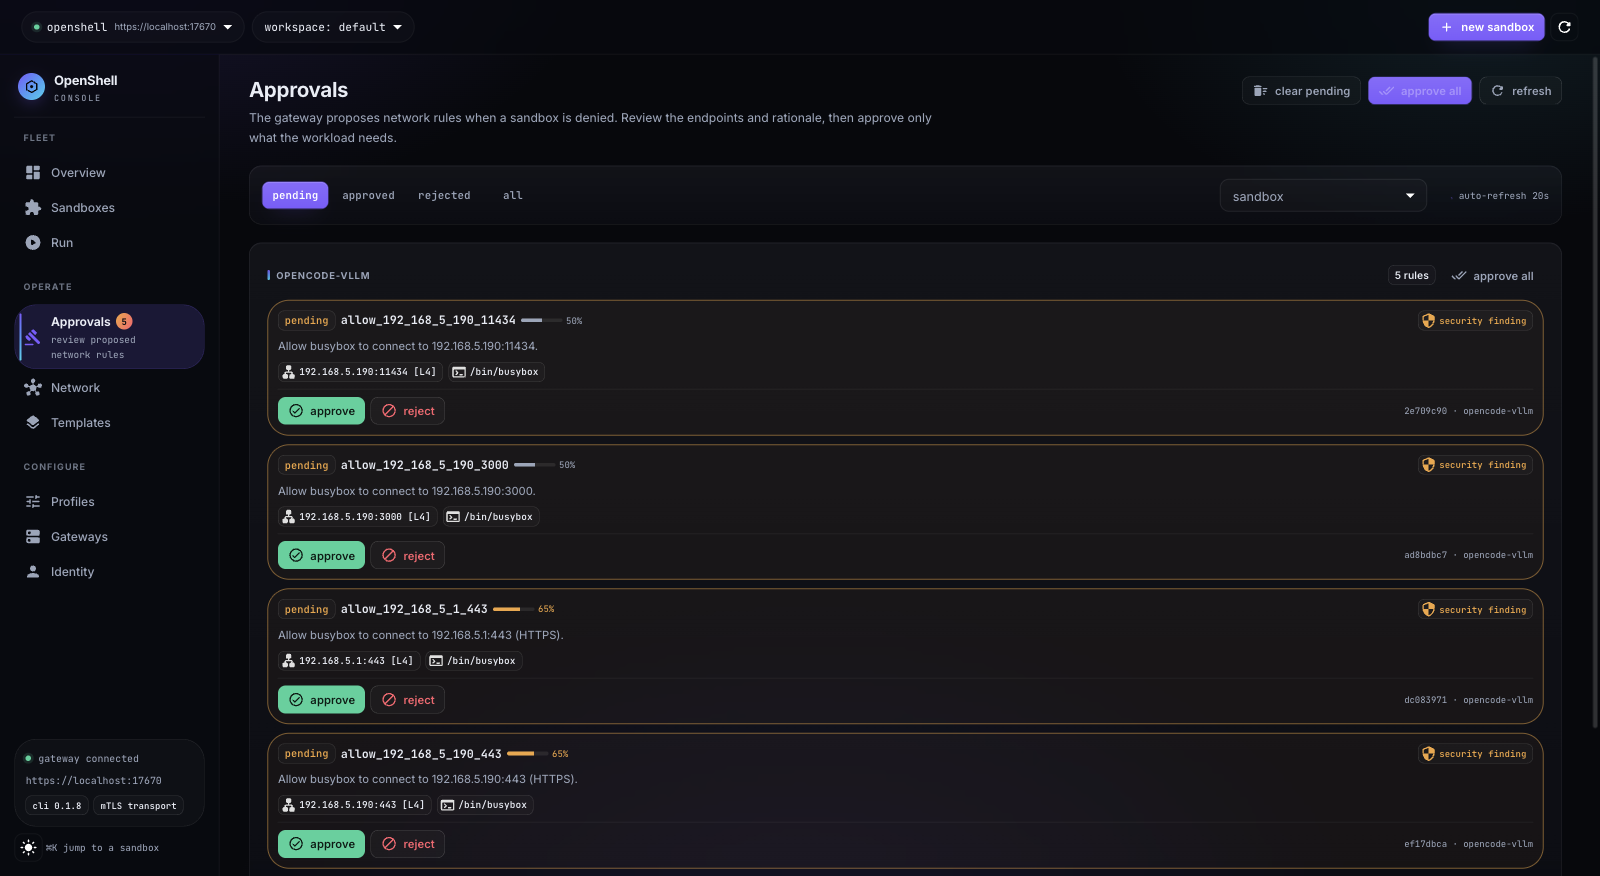 openshell https://localhost:17670
workspace: default
new sandbox
OpenShell
CONSOLE
FLEET
Overview
Sandboxes
Run
OPERATE
Approvals 5
review proposed
network rules
Network
Templates
CONFIGURE
Profiles
Gateways
Identity
gateway connected
https://localhost:17670
cli 0.1.8 mTLS transport
⌘K jump to a sandbox
Approvals
The gateway proposes network rules when a sandbox is denied. Review the endpoints and rationale, then approve only
what the workload needs.
clear pending approve all refresh
pending approved rejected all
sandbox
auto-refresh 20s
OPENCODE-VLLM
5 rules approve all
pending allow_192_168_5_190_11434 50% security finding
Allow busybox to connect to 192.168.5.190:11434.
192.168.5.190:11434 [L4] /bin/busybox
approve reject 2e709c90 · opencode-vllm
pending allow_192_168_5_190_3000 50% security finding
Allow busybox to connect to 192.168.5.190:3000.
192.168.5.190:3000 [L4] /bin/busybox
approve reject ad8bdbc7 · opencode-vllm
pending allow_192_168_5_1_443 65% security finding
Allow busybox to connect to 192.168.5.1:443 (HTTPS).
192.168.5.1:443 [L4] /bin/busybox
approve reject dc083971 · opencode-vllm
pending allow_192_168_5_190_443 65% security finding
Allow busybox to connect to 192.168.5.190:443 (HTTPS).
192.168.5.190:443 [L4] /bin/busybox
approve reject ef17dbca · opencode-vllm